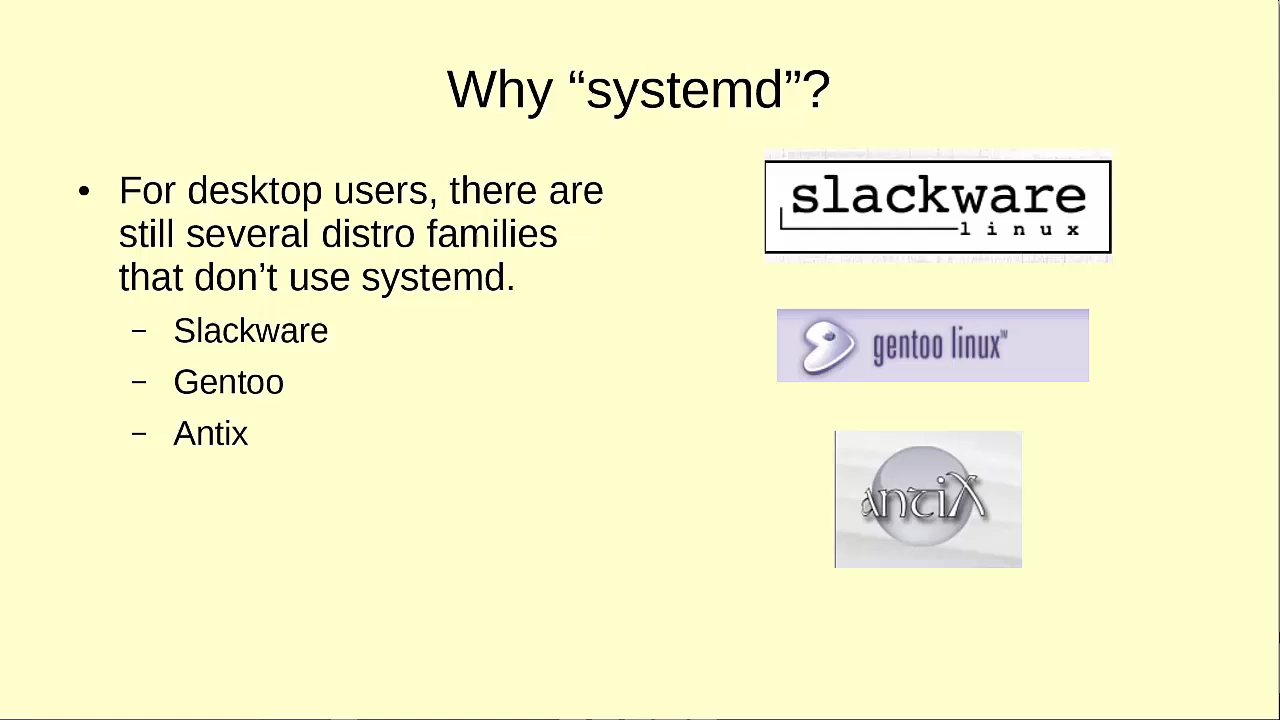 Why “systemd”?
• For desktop users, there are
still several distro families
that don’t use systemd.
– Slackware
– Gentoo
– Antix
slackware
linux
gentoo linux™
antiX